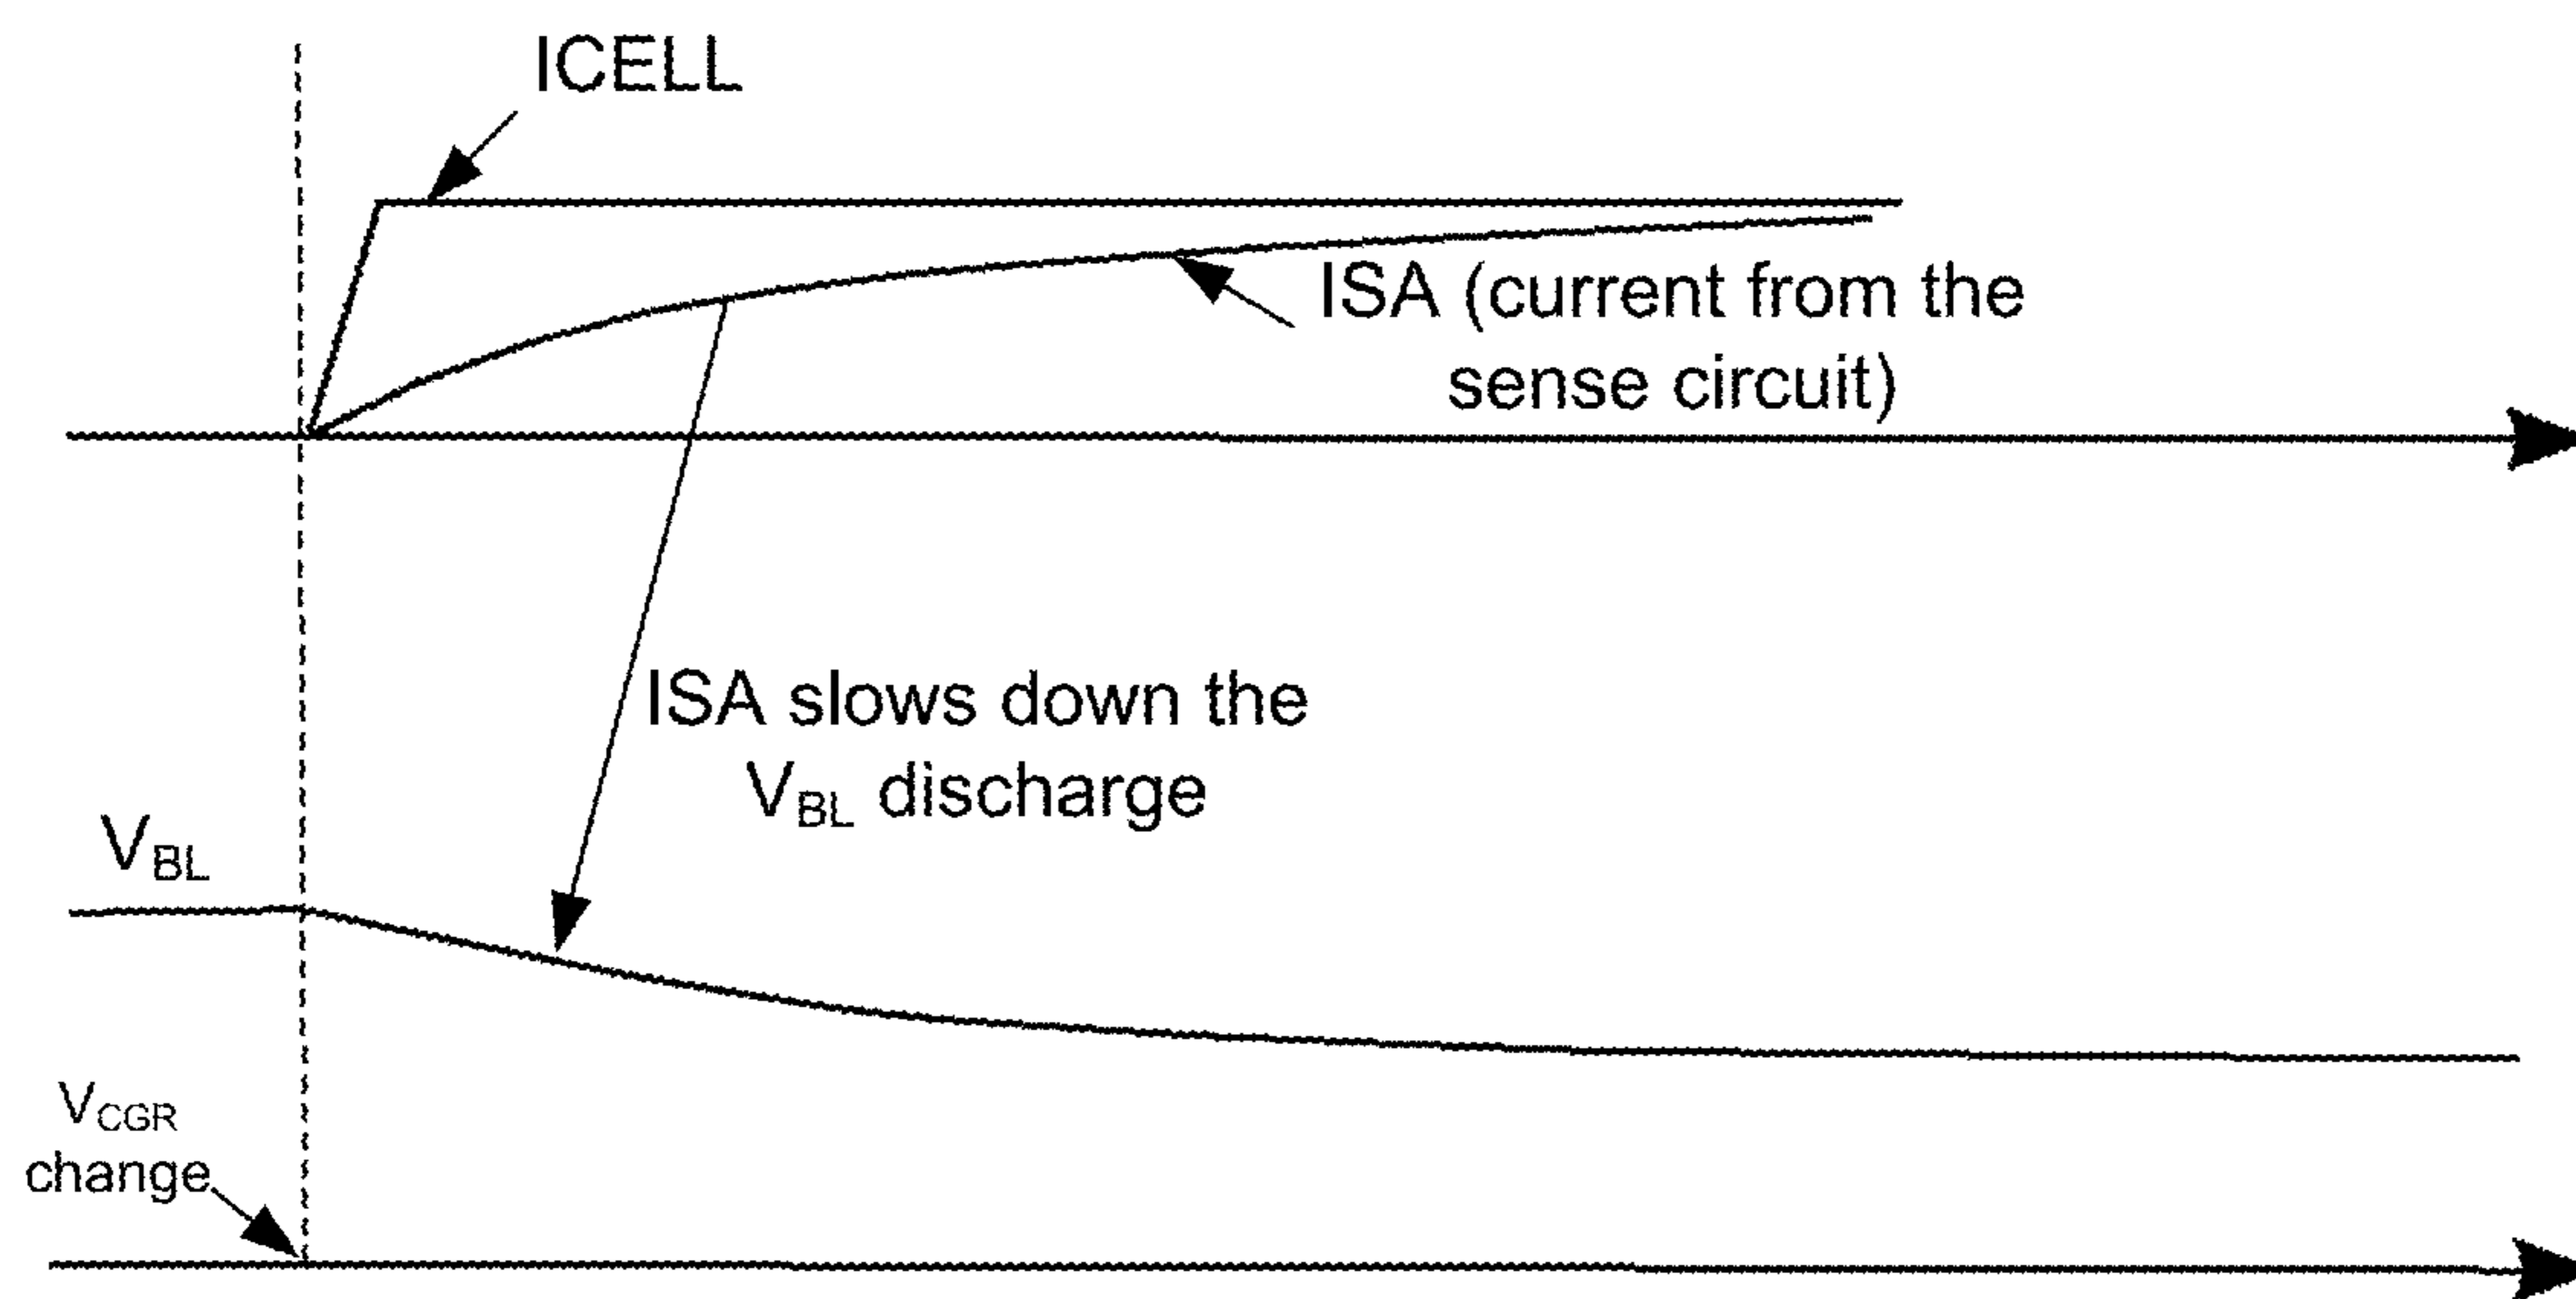 ICELL
ISA (current from the
sense circuit)
ISA slows down the
VBL discharge
VBL
VCGR
change